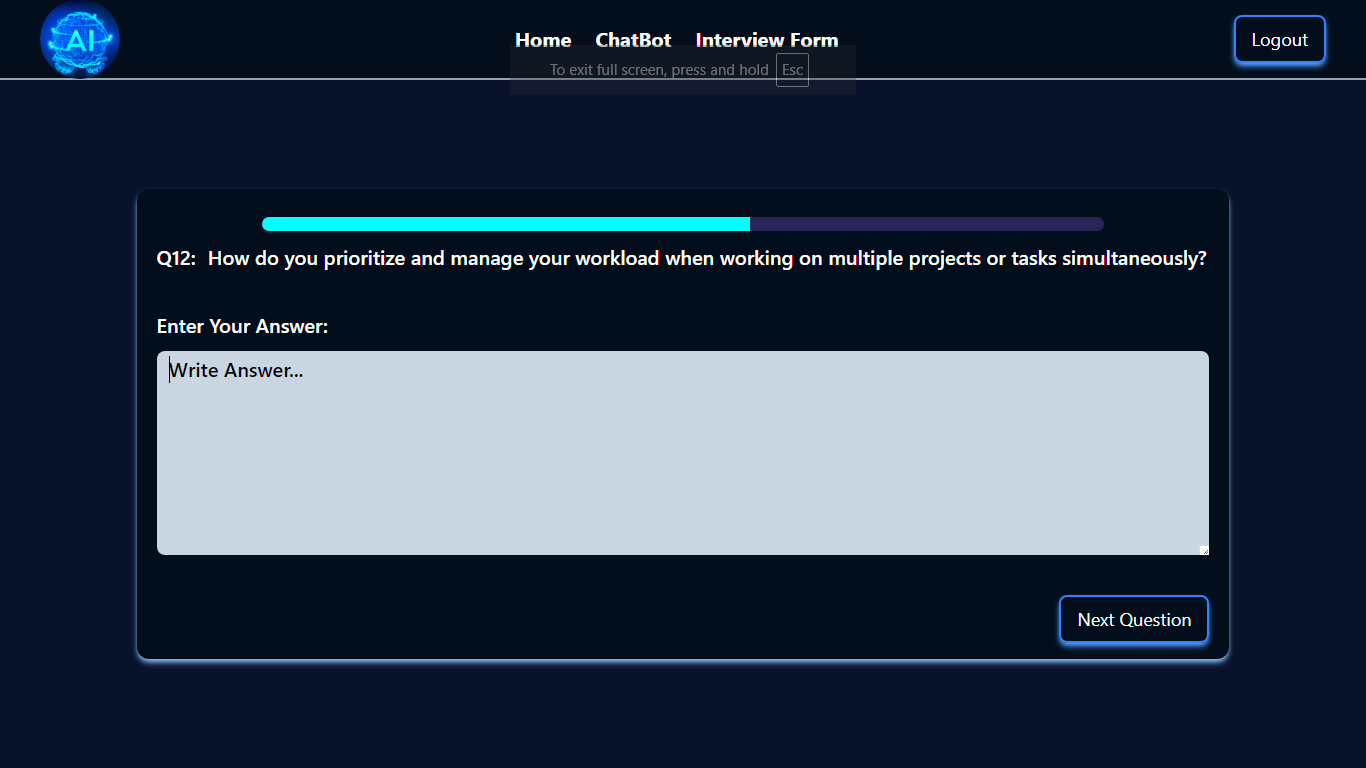 AI
Home ChatBot Interview Form
Logout
To exit full screen, press and hold Esc
Q12: How do you prioritize and manage your workload when working on multiple projects or tasks simultaneously?
Enter Your Answer:
Write Answer...
Next Question